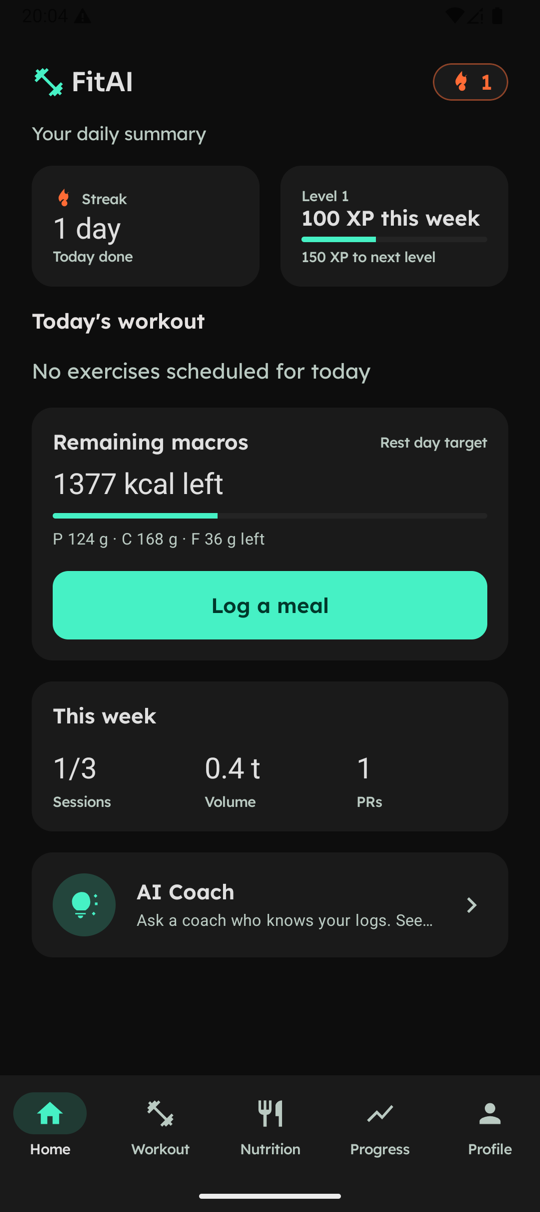 20:04
FitAI
1
Your daily summary
Streak
1 day
Today done
Level 1
100 XP this week
150 XP to next level
Today's workout
No exercises scheduled for today
Remaining macros
Rest day target
1377 kcal left
P 124 g · C 168 g · F 36 g left
Log a meal
This week
1/3
0.4 t
1
Sessions
Volume
PRs
AI Coach
Ask a coach who knows your logs. See…
Home
Workout
Nutrition
Progress
Profile